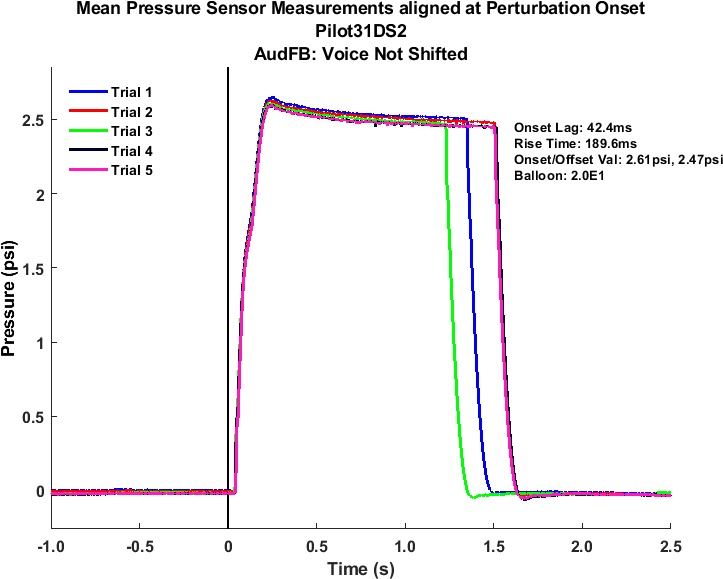 Mean Pressure Sensor Measurements aligned at Perturbation Onset
Pilot31DS2
AudFB: Voice Not Shifted
Trial 1
Trial 2
Trial 3
Trial 4
Trial 5
Onset Lag: 42.4ms
Rise Time: 189.6ms
Onset/Offset Val: 2.61psi, 2.47psi
Balloon: 2.0E1
Pressure (psi)
2.5
2
1.5
1
0.5
0
-1.0 -0.5 0 0.5 1.0 1.5 2.0 2.5
Time (s)